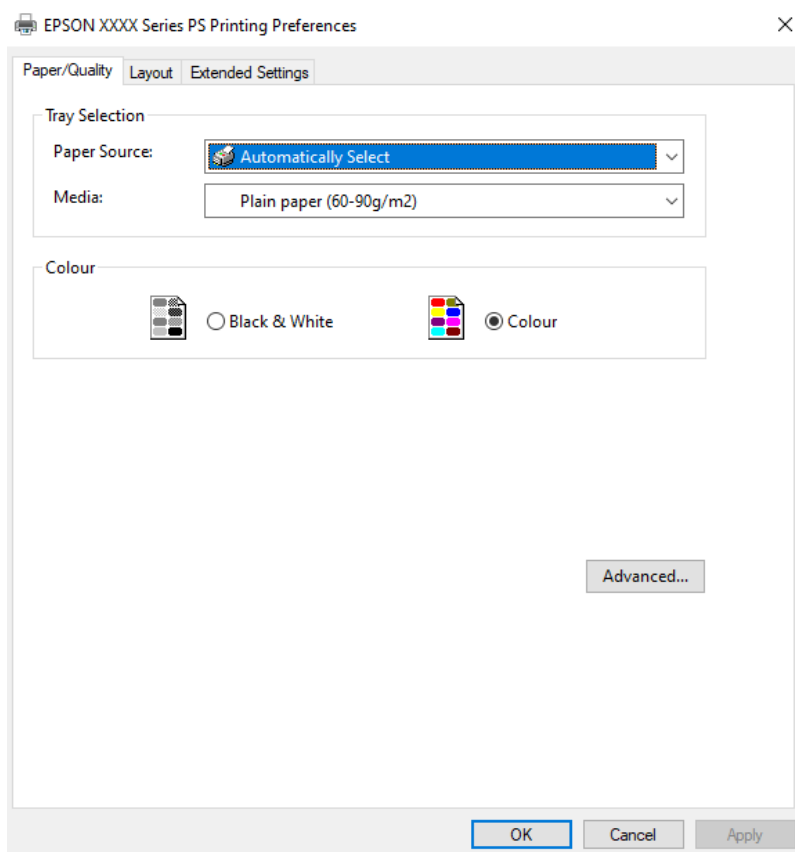 EPSON XXXX Series PS Printing Preferences
Paper/Quality Layout Extended Settings
Tray Selection
Paper Source: Automatically Select
Media: Plain paper (60-90g/m2)
Colour
Black & White Colour
Advanced...
OK Cancel Apply